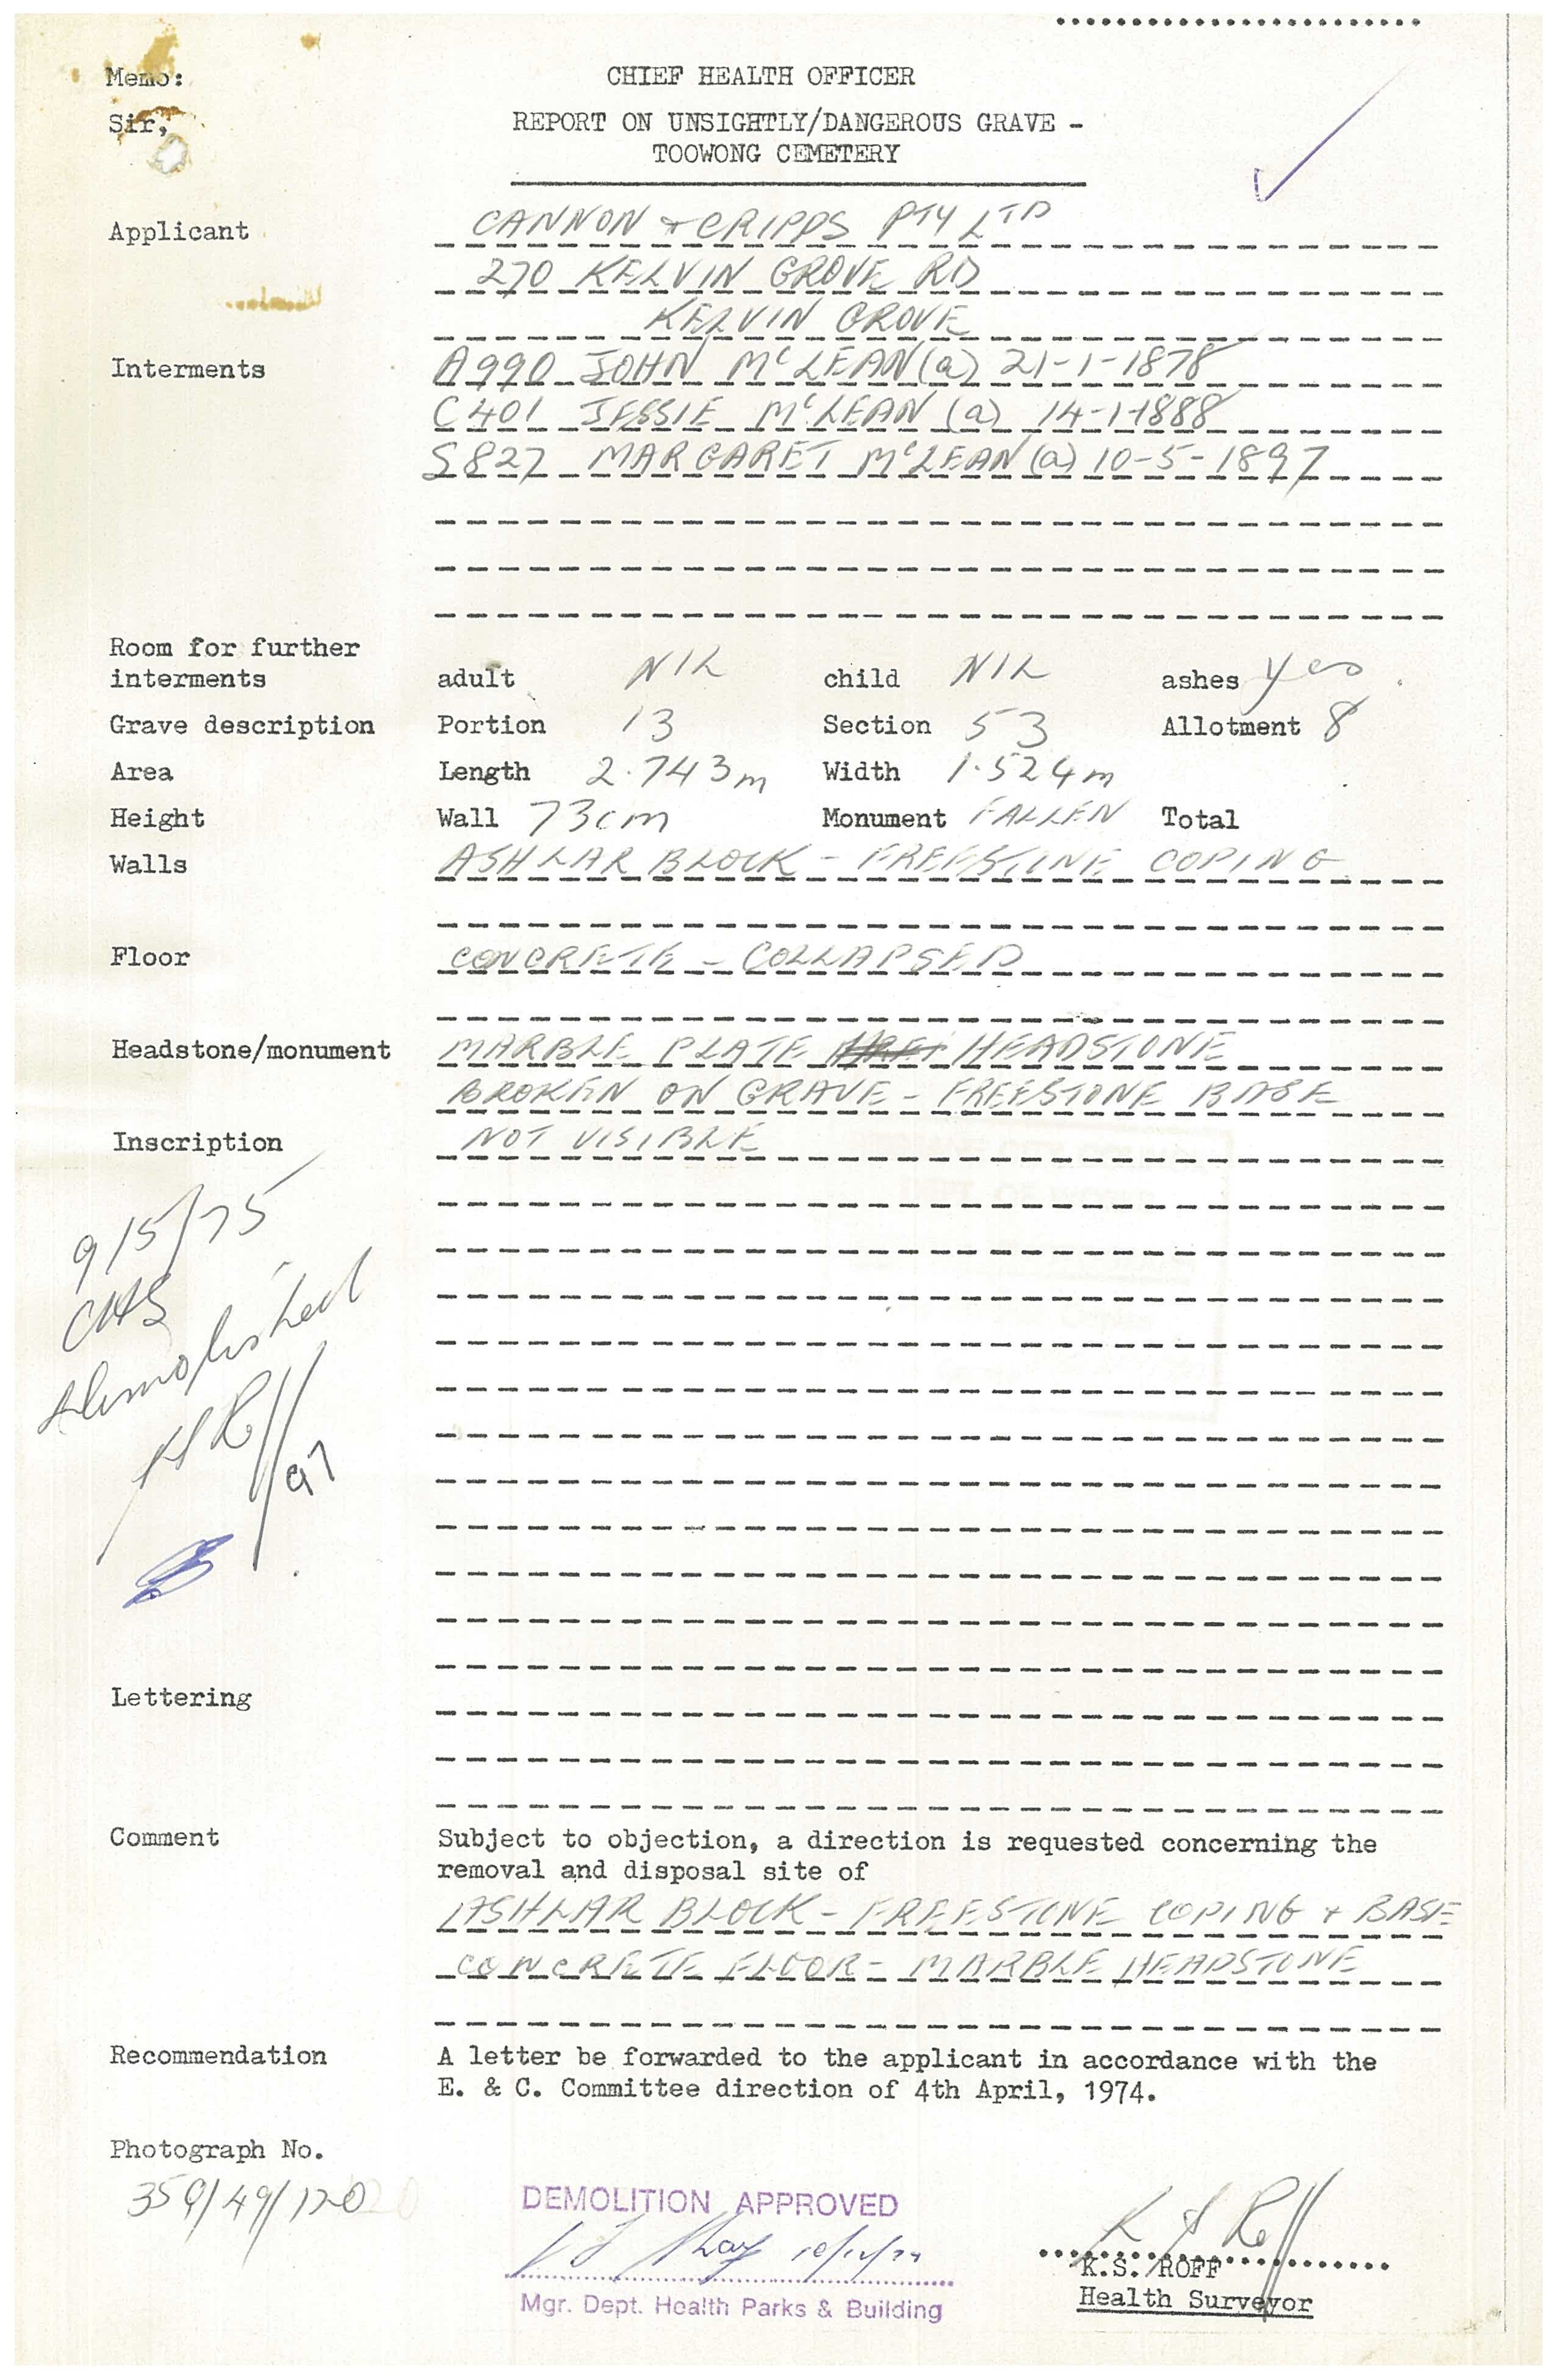 Memo: CHIEF HEALTH OFFICER
Sir, REPORT ON UNSIGHTLY/DANGEROUS GRAVE -
TOOWONG CEMETERY
Applicant CANNON & CRIPPS PTY LTD
270 KELVIN GROVE RD
KELVIN GROVE
Interments A990 JOHN McLEAN (a) 21-1-1878
C401 JESSIE McLEAN (a) 14-1-1888
S827 MARGARET McLEAN (a) 10-5-1897
Room for further
interments adult NIL child NIL ashes yes
Grave description Portion 13 Section 53 Allotment 8
Area Length 2.743m Width 1.524m
Height Wall 73cm Monument FALLEN Total
Walls ASHLAR BLOCK - FREESTONE COPING
Floor CONCRETE - COLLAPSED
Headstone/monument MARBLE PLATE HEADSTONE
BROKEN ON GRAVE - FREESTONE BASE
Inscription NOT VISIBLE
9/5/75
CHS
Demolished
97
Lettering
Comment Subject to objection, a direction is requested concerning the
removal and disposal site of
ASHLAR BLOCK - FREESTONE COPING + BASE
CONCRETE FLOOR - MARBLE HEADSTONE
Recommendation A letter be forwarded to the applicant in accordance with the
E. & C. Committee direction of 4th April, 1974.
Photograph No.
359/49/120
DEMOLITION APPROVED
K S Roff
K.S. ROFF
Mgr. Dept. Health Parks & Building
Health Surveyor